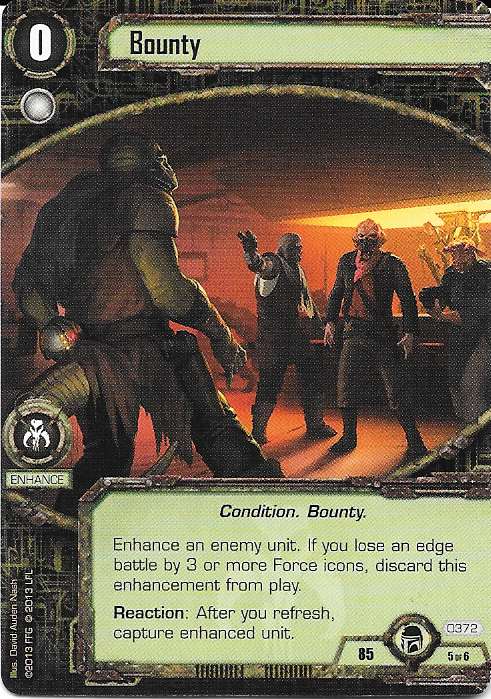 0
Bounty
ENHANCE
Condition. Bounty.
Enhance an enemy unit. If you lose an edge
battle by 3 or more Force icons, discard this
enhancement from play.
Reaction: After you refresh,
capture enhanced unit.
Illus. David Auden Nash
©2013 FFG © 2013 LFL
0372
85
5 OF 6